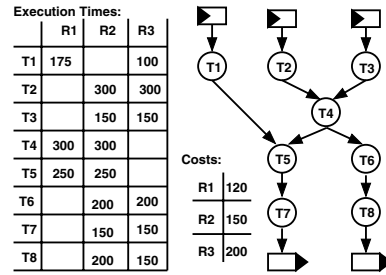 Execution Times:
R1 R2 R3
T1 175 100
T2 300 300
T3 150 150
T4 300 300
T5 250 250
T6 200 200
T7 150 150
T8 200 150
T1 T2 T3
T4
T5 T6
T7 T8
Costs:
R1 120
R2 150
R3 200